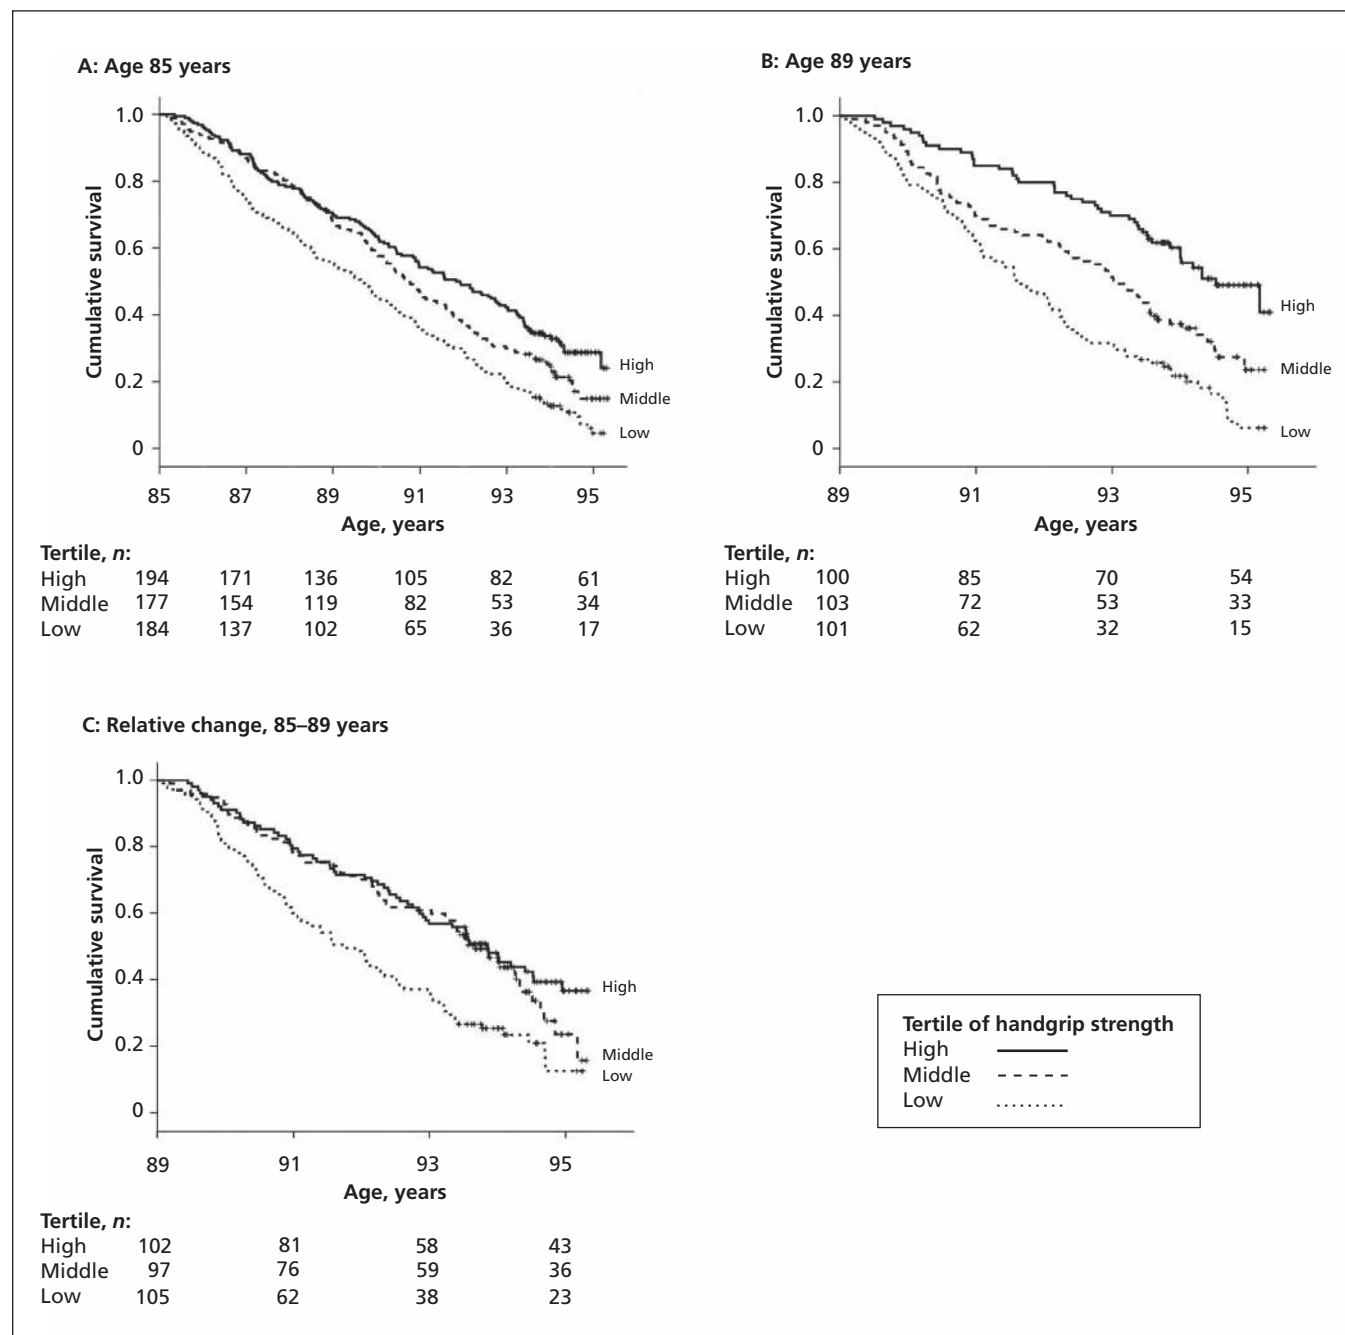 A: Age 85 years
1.0
0.8
0.6
0.4
0.2
0
Cumulative survival
High
Middle
Low
85 87 89 91 93 95
Age, years
Tertile, n:
High 194 171 136 105 82 61
Middle 177 154 119 82 53 34
Low 184 137 102 65 36 17
B: Age 89 years
1.0
0.8
0.6
0.4
0.2
0
Cumulative survival
High
Middle
Low
89 91 93 95
Age, years
Tertile, n:
High 100 85 70 54
Middle 103 72 53 33
Low 101 62 32 15
C: Relative change, 85–89 years
1.0
0.8
0.6
0.4
0.2
0
Cumulative survival
High
Middle
Low
89 91 93 95
Age, years
Tertile, n:
High 102 81 58 43
Middle 97 76 59 36
Low 105 62 38 23
Tertile of handgrip strength
High
Middle
Low